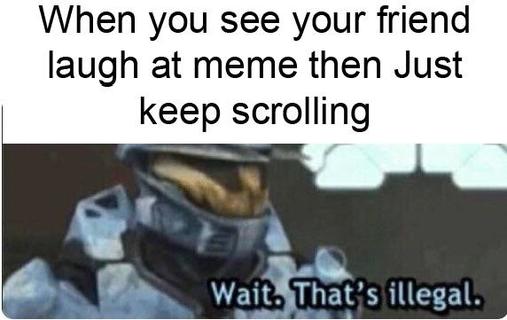 When you see your friend
laugh at meme then Just
keep scrolling
Wait. That's illegal.